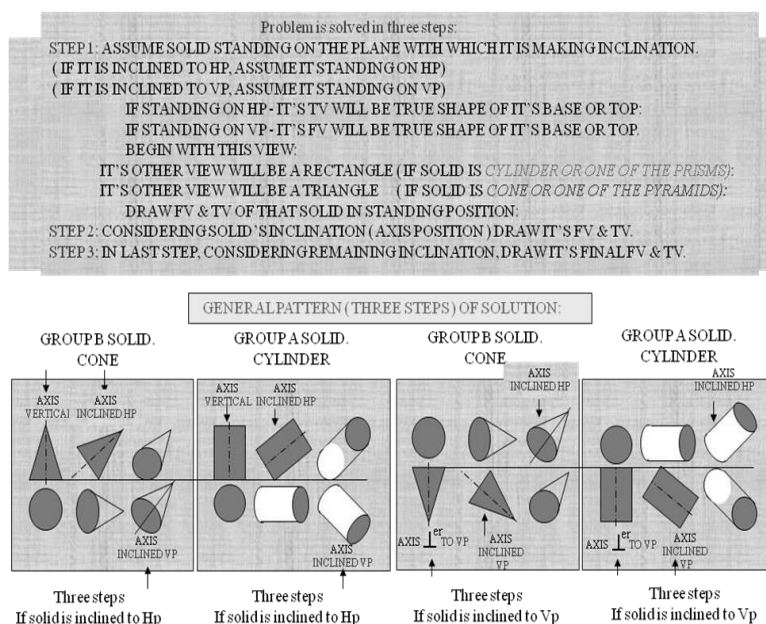 Problem is solved in three steps:
STEP 1: ASSUME SOLID STANDING ON THE PLANE WITH WHICH IT IS MAKING INCLINATION.
( IF IT IS INCLINED TO HP, ASSUME IT STANDING ON HP)
( IF IT IS INCLINED TO VP, ASSUME IT STANDING ON VP)
IF STANDING ON HP - IT'S TV WILL BE TRUE SHAPE OF IT'S BASE OR TOP:
IF STANDING ON VP - IT'S FV WILL BE TRUE SHAPE OF IT'S BASE OR TOP.
BEGIN WITH THIS VIEW:
IT'S OTHER VIEW WILL BE A RECTANGLE ( IF SOLID IS CYLINDER OR ONE OF THE PRISMS):
IT'S OTHER VIEW WILL BE A TRIANGLE ( IF SOLID IS CONE OR ONE OF THE PYRAMIDS):
DRAW FV & TV OF THAT SOLID IN STANDING POSITION:
STEP 2: CONSIDERING SOLID'S INCLINATION ( AXIS POSITION ) DRAW IT'S FV & TV.
STEP 3: IN LAST STEP, CONSIDERING REMAINING INCLINATION, DRAW IT'S FINAL FV & TV.
GENERAL PATTERN ( THREE STEPS ) OF SOLUTION:
GROUP B SOLID.
CONE
AXIS
VERTICAL
AXIS
INCLINED HP
AXIS
INCLINED VP
Three steps
If solid is inclined to Hp
GROUP A SOLID.
CYLINDER
AXIS
VERTICAL
AXIS
INCLINED HP
AXIS
INCLINED VP
Three steps
If solid is inclined to Hp
GROUP B SOLID.
CONE
AXIS
INCLINED HP
AXIS ⊥er TO VP
AXIS
INCLINED
VP
Three steps
If solid is inclined to Vp
GROUP A SOLID.
CYLINDER
AXIS
INCLINED HP
AXIS ⊥er TO VP
AXIS
INCLINED
VP
Three steps
If solid is inclined to Vp